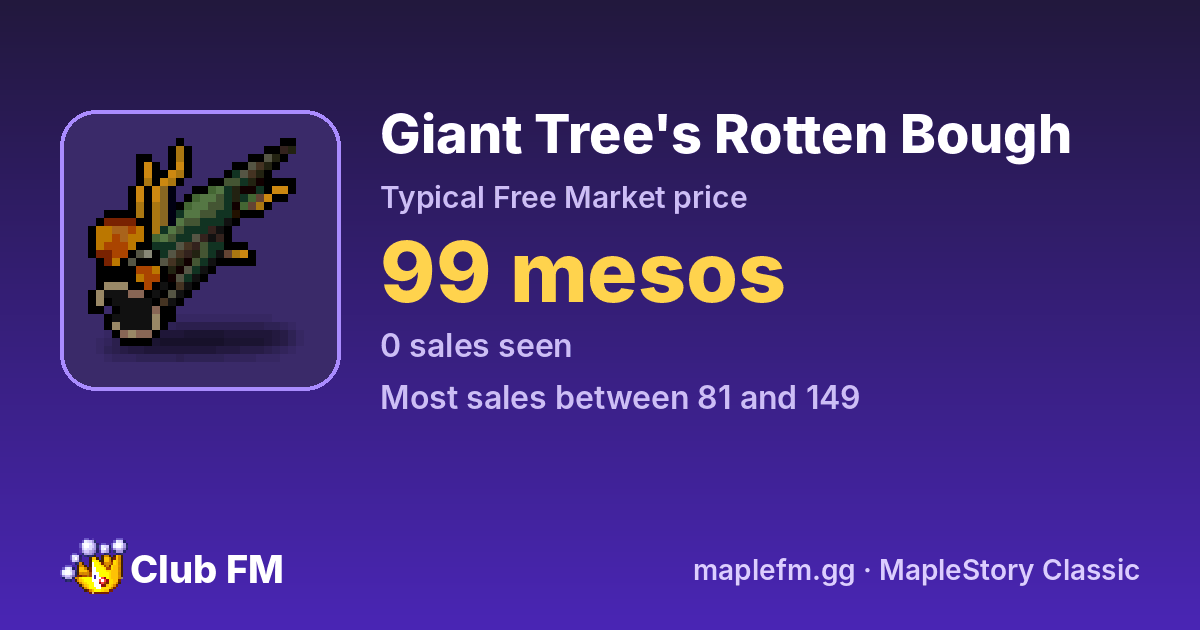 Giant Tree's Rotten Bough
Typical Free Market price
99 mesos
0 sales seen
Most sales between 81 and 149
Club FM
maplefm.gg · MapleStory Classic